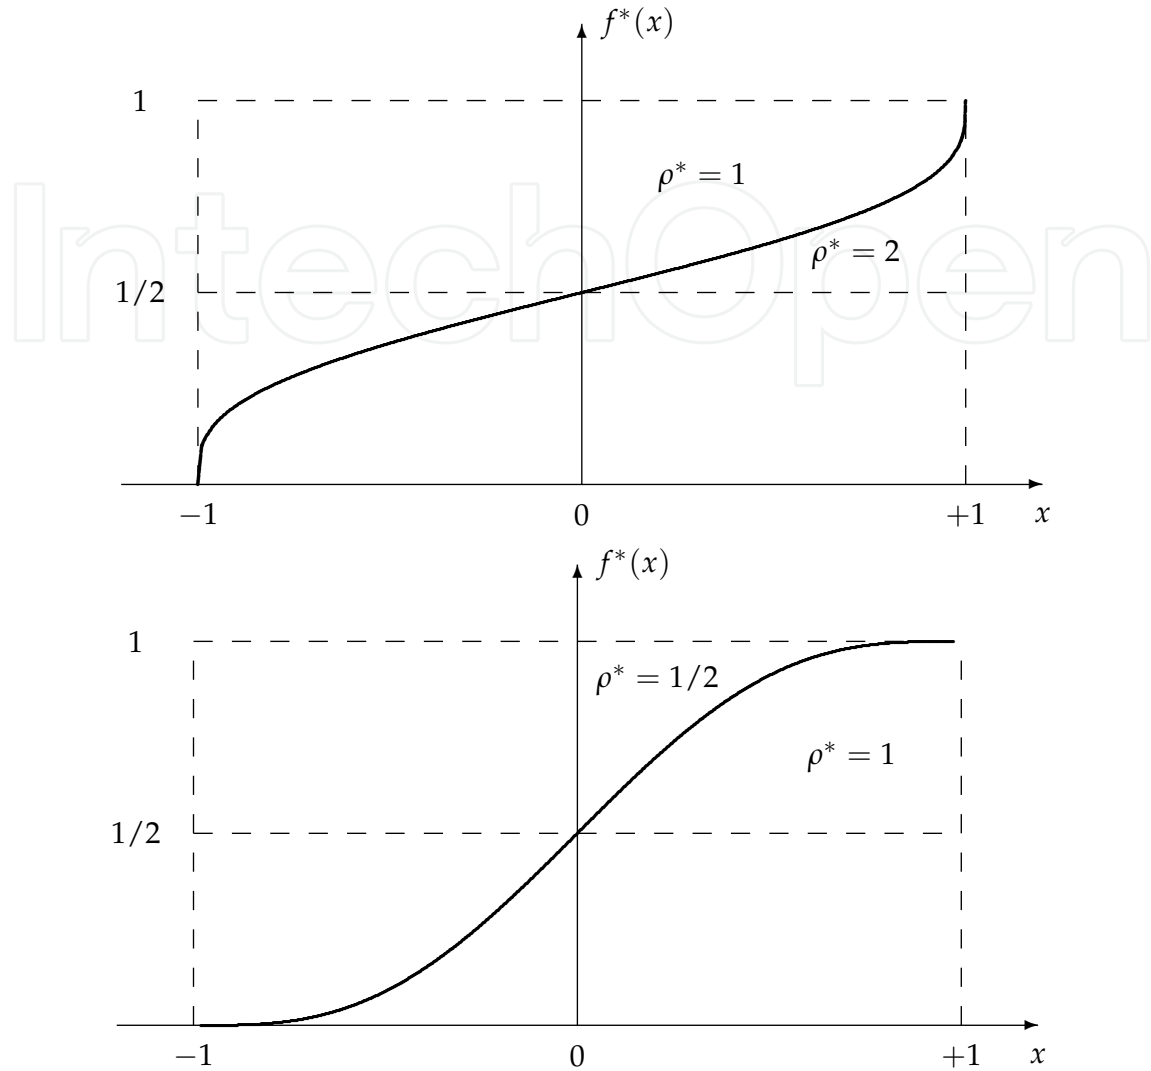 f*(x)
1
ρ* = 1
IntechOpen
ρ* = 2
1/2
−1 0 +1 x
f*(x)
1
ρ* = 1/2
ρ* = 1
1/2
−1 0 +1 x